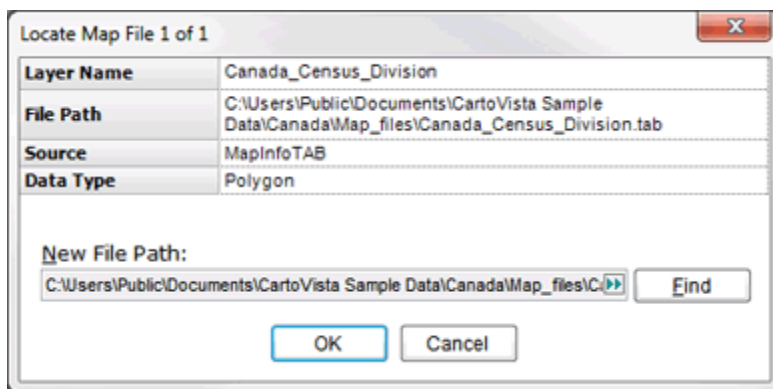 Locate Map File 1 of 1
Layer Name Canada_Census_Division
File Path C:\Users\Public\Documents\CartoVista Sample
Data\Canada\Map_files\Canada_Census_Division.tab
Source MapInfoTAB
Data Type Polygon
New File Path:
C:\Users\Public\Documents\CartoVista Sample Data\Canada\Map_files\C
Find
OK Cancel